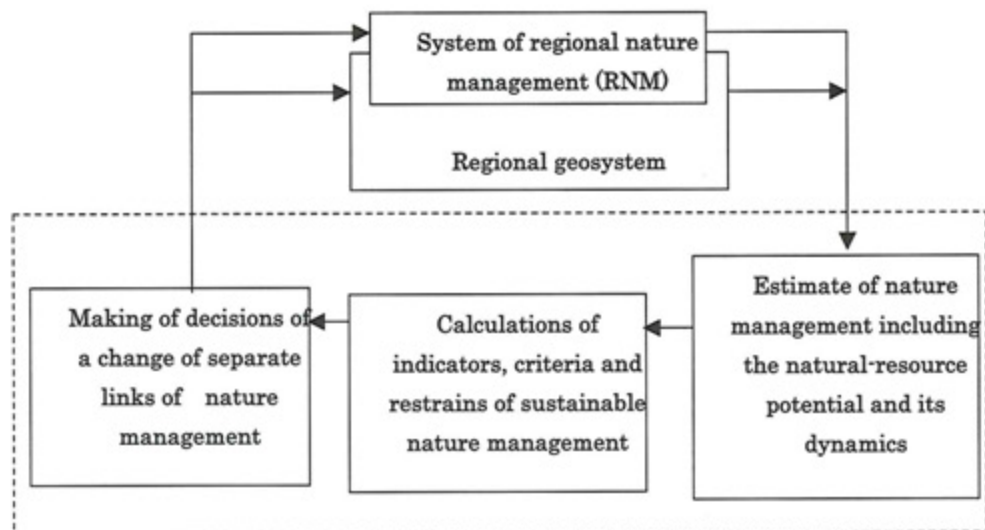 System of regional nature
management (RNM)
Regional geosystem
Making of decisions of
a change of separate
links of nature
management
Calculations of
indicators, criteria and
restrains of sustainable
nature management
Estimate of nature
management including
the natural-resource
potential and its
dynamics